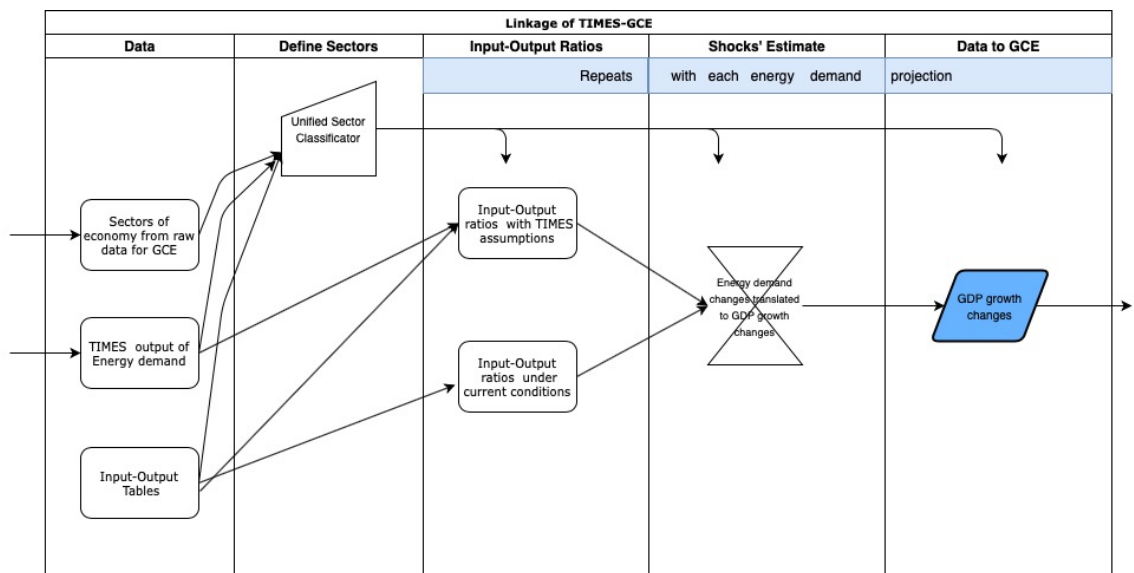 Linkage of TIMES-GCE
Data
Define Sectors
Input-Output Ratios
Shocks' Estimate
Data to GCE
Repeats with each energy demand projection
Unified Sector
Classificator
Sectors of
economy from raw
data for GCE
TIMES output of
Energy demand
Input-Output
Tables
Input-Output
ratios with TIMES
assumptions
Input-Output
ratios under
current conditions
Energy demand
changes translated
to GDP growth
changes
GDP growth
changes